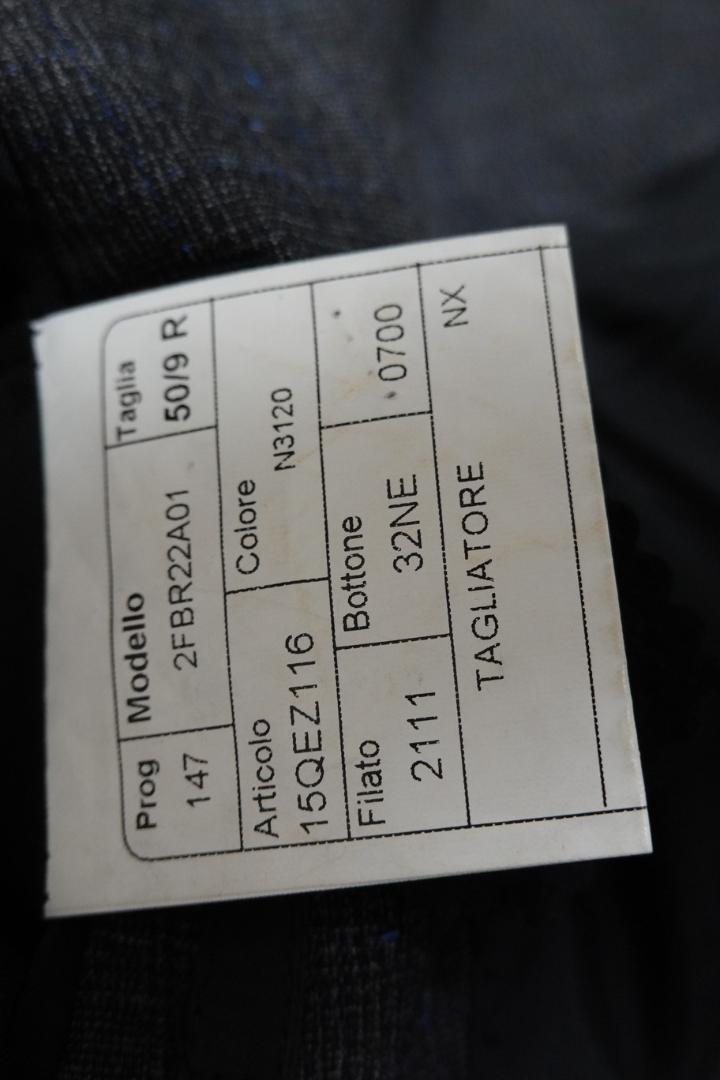 Prog Modello Taglia
147 2FBR22A01 50/9 R
Articolo Colore
15QEZ116 N3120
Filato Bottone
2111 32NE 0700
TAGLIATORE NX